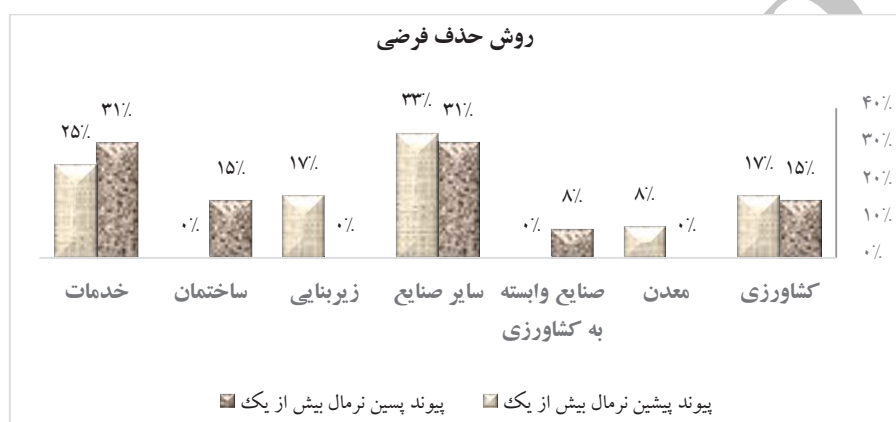 روش حذف فرضی
۴۰٪
۳۰٪
۲۰٪
۱۰٪
۰٪
۱۷٪ ۱۵٪
۸٪ ۰٪
۰٪ ۸٪
۳۳٪ ۳۱٪
۱۷٪ ۰٪
۰٪ ۱۵٪
۲۵٪ ۳۱٪
کشاورزی
معدن
صنایع وابسته
به کشاورزی
سایر صنایع
زیربنایی
ساختمان
خدمات
پیوند پیشین نرمال بیش از یک
پیوند پسین نرمال بیش از یک